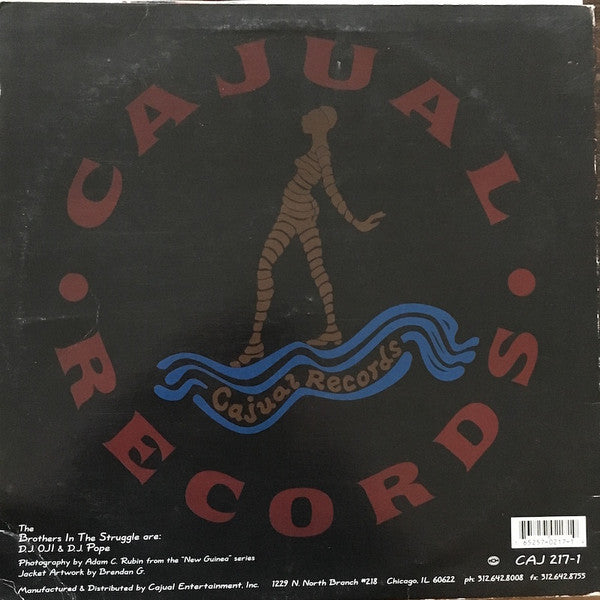 · CAJUAL ·
RECORDS
Cajual Records
The
Brothers In The Struggle are:
D.J. OJI & D.J. Pope
Photography by Adam C. Rubin from the "New Guinea" series
Jacket Artwork by Brendan G.
Manufactured & Distributed by Cajual Entertainment, Inc.
1229 N. North Branch #218 Chicago, IL 60622 ph: 312.642.8008 fx: 312.642.8755
CAJ 217-1